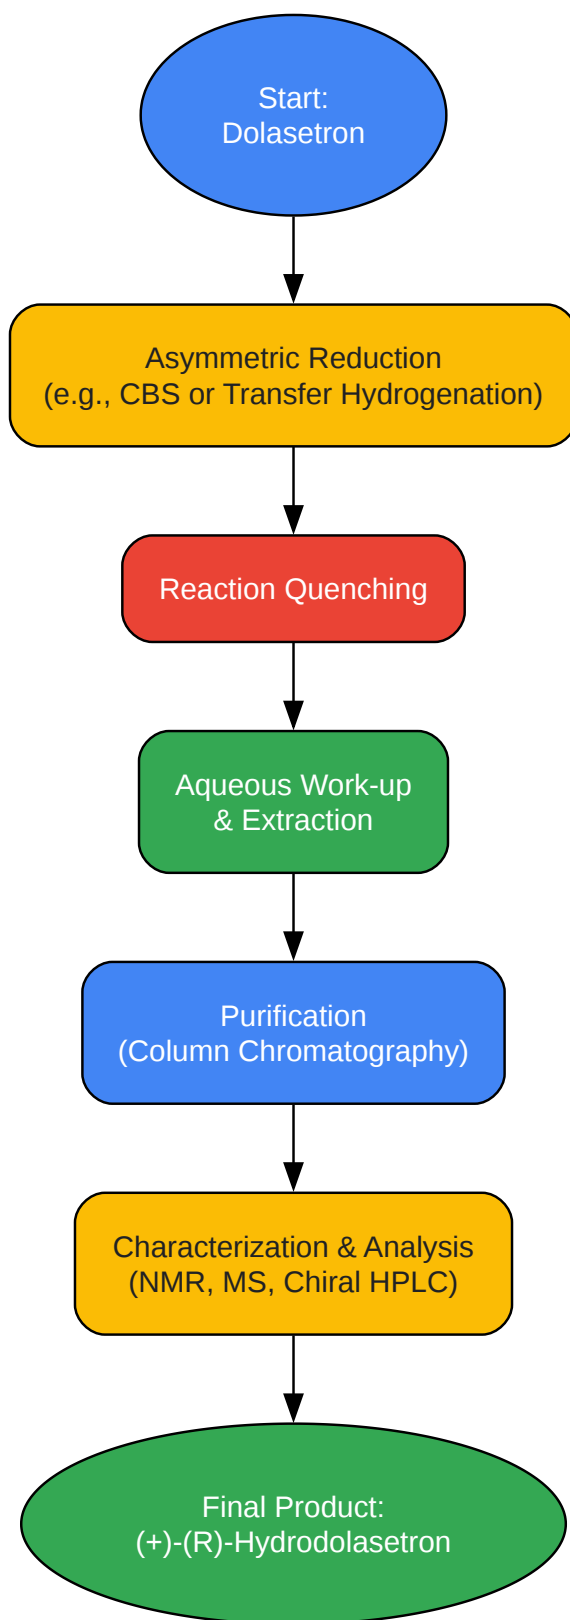 Start:
Dolasetron
Asymmetric Reduction
(e.g., CBS or Transfer Hydrogenation)
Reaction Quenching
Aqueous Work-up
& Extraction
Purification
(Column Chromatography)
Characterization & Analysis
(NMR, MS, Chiral HPLC)
Final Product:
(+)-(R)-Hydrodolasetron